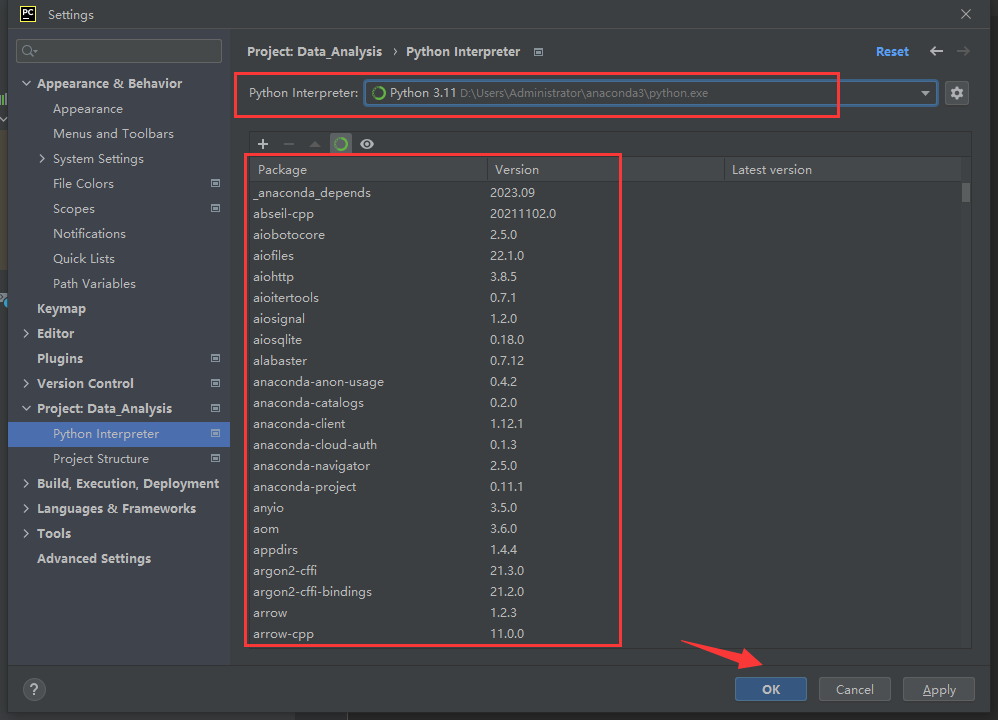 PC Settings
Project: Data_Analysis › Python Interpreter Reset
Python Interpreter: Python 3.11 D:\Users\Administrator\anaconda3\python.exe
Appearance & Behavior
Appearance
Menus and Toolbars
System Settings
File Colors
Scopes
Notifications
Quick Lists
Path Variables
Keymap
Editor
Plugins
Version Control
Project: Data_Analysis
Python Interpreter
Project Structure
Build, Execution, Deployment
Languages & Frameworks
Tools
Advanced Settings
Package Version Latest version
_anaconda_depends 2023.09
abseil-cpp 20211102.0
aiobotocore 2.5.0
aiofiles 22.1.0
aiohttp 3.8.5
aioitertools 0.7.1
aiosignal 1.2.0
aiosqlite 0.18.0
alabaster 0.7.12
anaconda-anon-usage 0.4.2
anaconda-catalogs 0.2.0
anaconda-client 1.12.1
anaconda-cloud-auth 0.1.3
anaconda-navigator 2.5.0
anaconda-project 0.11.1
anyio 3.5.0
aom 3.6.0
appdirs 1.4.4
argon2-cffi 21.3.0
argon2-cffi-bindings 21.2.0
arrow 1.2.3
arrow-cpp 11.0.0
? OK Cancel Apply